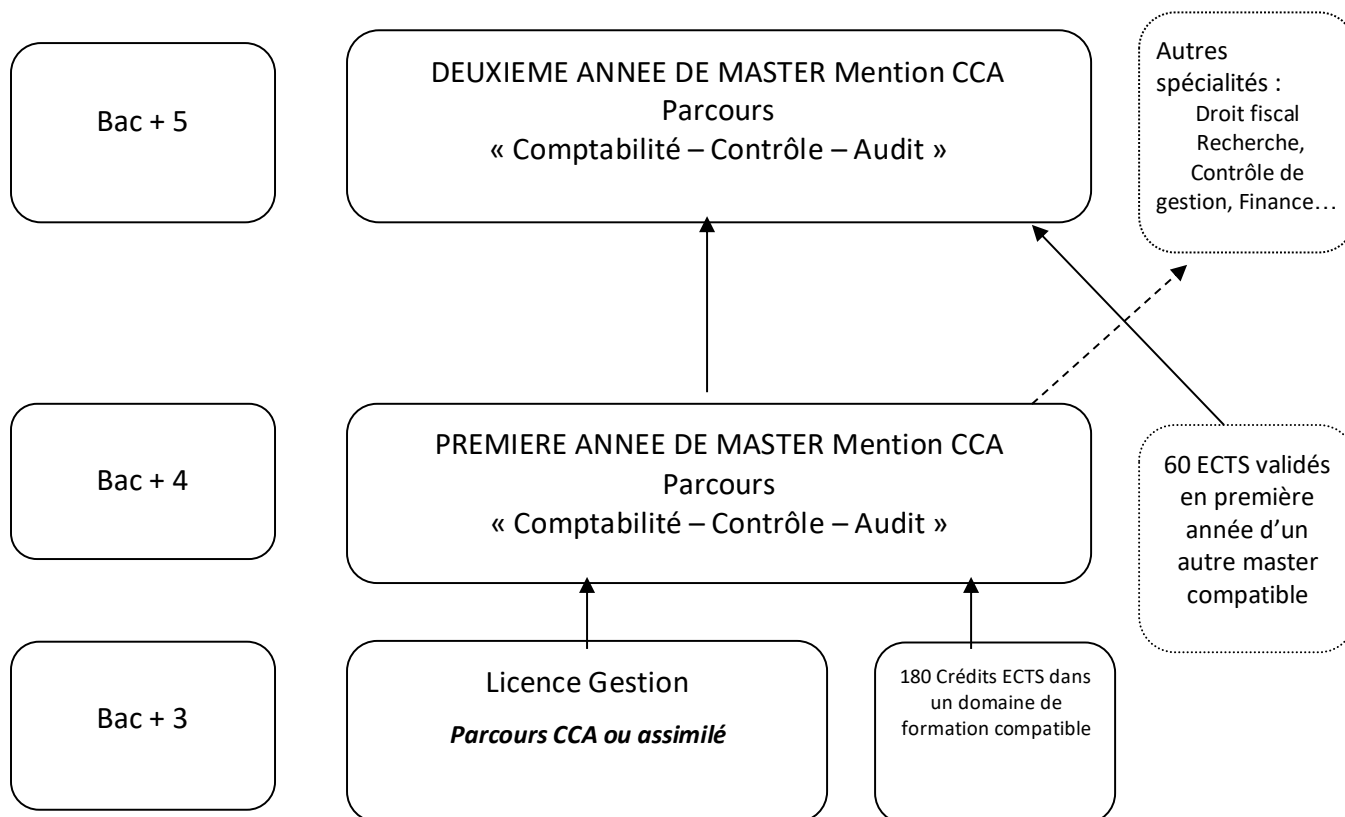 Bac + 5
DEUXIEME ANNEE DE MASTER Mention CCA
Parcours
« Comptabilité – Contrôle – Audit »
Autres
spécialités :
Droit fiscal
Recherche,
Contrôle de
gestion, Finance…
Bac + 4
PREMIERE ANNEE DE MASTER Mention CCA
Parcours
« Comptabilité – Contrôle – Audit »
60 ECTS validés
en première
année d’un
autre master
compatible
Bac + 3
Licence Gestion
Parcours CCA ou assimilé
180 Crédits ECTS dans
un domaine de
formation compatible